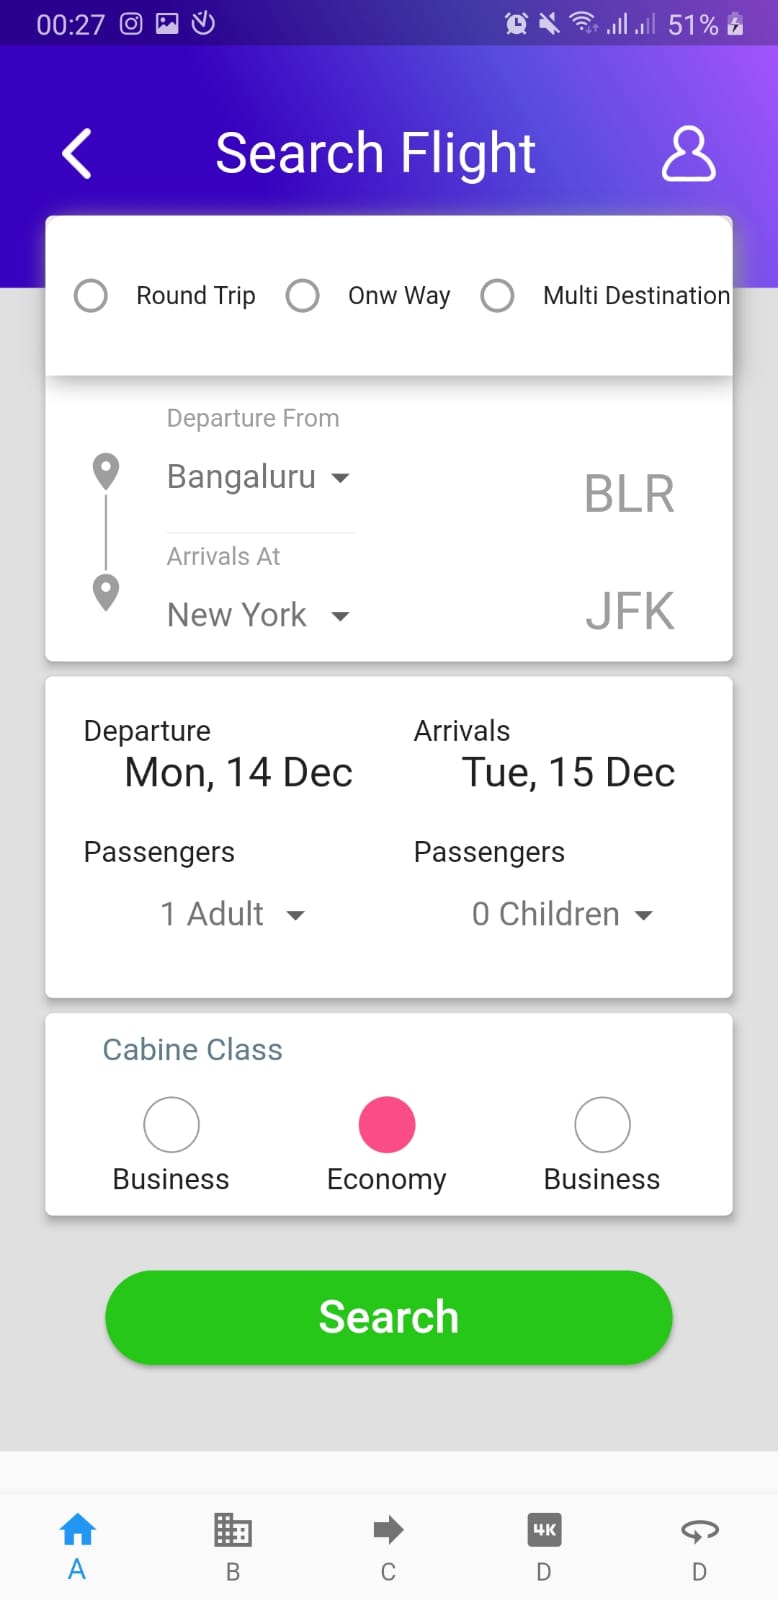 00:27 51%
Search Flight
Round Trip Onw Way Multi Destination
Departure From
Bangaluru BLR
Arrivals At
New York JFK
Departure Arrivals
Mon, 14 Dec Tue, 15 Dec
Passengers Passengers
1 Adult 0 Children
Cabine Class
Business Economy Business
Search
4K
A B C D D